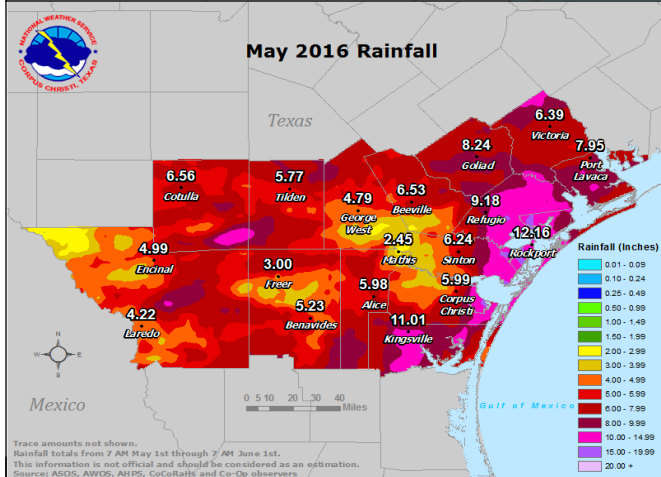 NATIONAL WEATHER SERVICE
CORPUS CHRISTI, TEXAS
May 2016 Rainfall
Texas
6.39
Victoria
8.24
Goliad
7.95
Port
Lavaca
6.56
Cotulla
5.77
Tilden
4.79
George
West
6.53
Beeville
9.18
Refugio
12.16
Rockport
4.99
Encinal
3.00
Freer
2.45
Mathis
6.24
Sinton
5.99
Corpus
Christi
4.22
Laredo
5.23
Benavides
5.98
Alice
11.01
Kingsville
N
W E
S
0 5 10 20 30 40
Miles
Mexico
Gulf of Mexico
Rainfall (Inches)
0.01 - 0.09
0.10 - 0.24
0.25 - 0.49
0.50 - 0.99
1.00 - 1.49
1.50 - 1.99
2.00 - 2.99
3.00 - 3.99
4.00 - 4.99
5.00 - 5.99
6.00 - 7.99
8.00 - 9.99
10.00 - 14.99
15.00 - 19.99
20.00 +
Trace amounts not shown.
Rainfall totals from 7 AM May 1st through 7 AM June 1st.
This information is not official and should be considered as an estimation.
Source: ASOS, AWOS, AHPS, CoCoRaHs and Co-Op observers